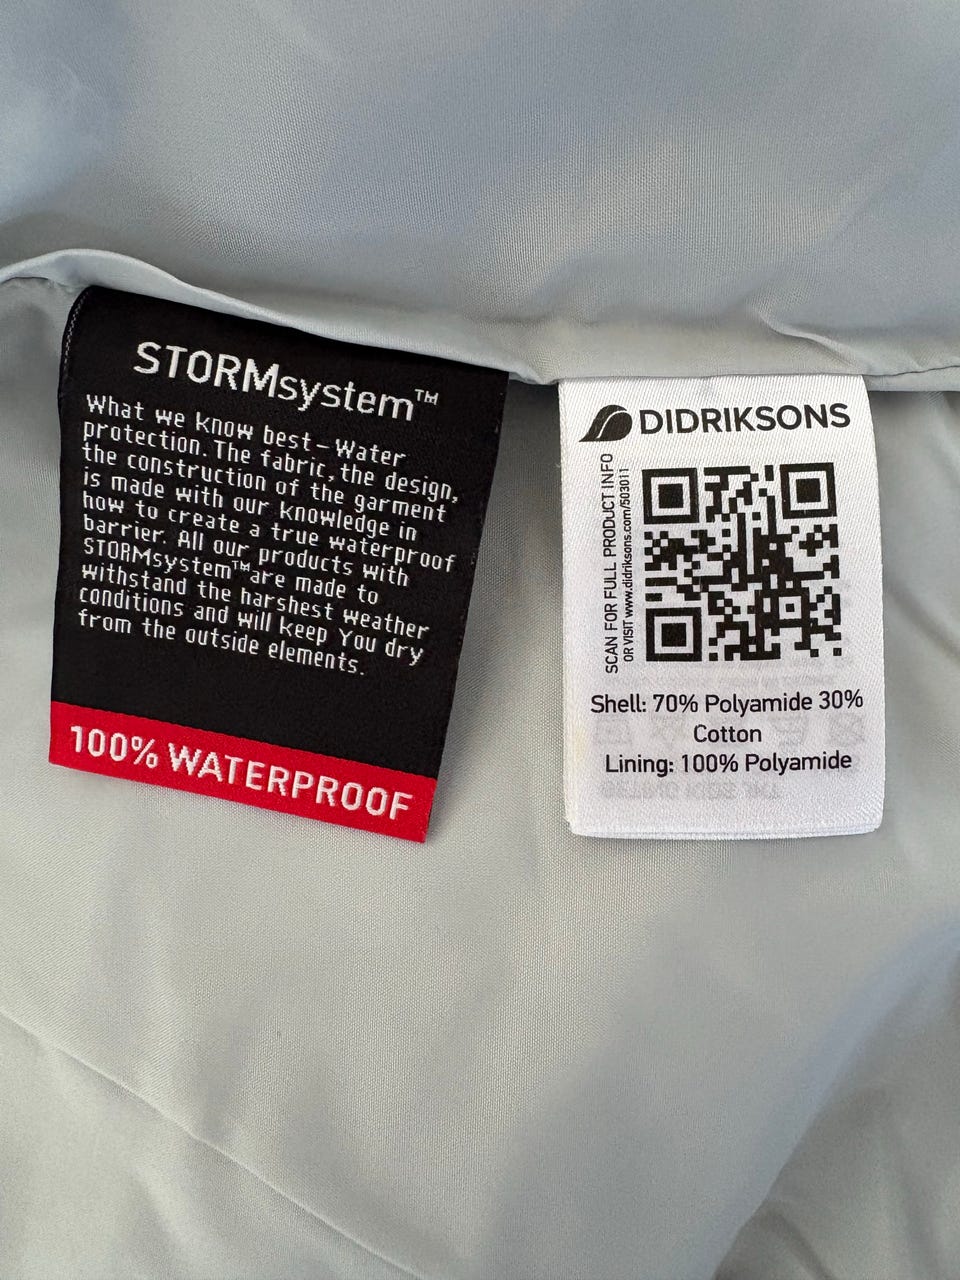 STORMsystem™
What we know best – Water
protection. The fabric, the design,
the construction of the garment
is made with our knowledge in
how to create a true waterproof
barrier. All our products with
STORMsystem™ are made to
withstand the harshest weather
conditions and will keep You dry
from the outside elements.
100% WATERPROOF
DIDRIKSONS
SCAN FOR FULL PRODUCT INFO
OR VISIT www.didriksons.com/503011
Shell: 70% Polyamide 30%
Cotton
Lining: 100% Polyamide